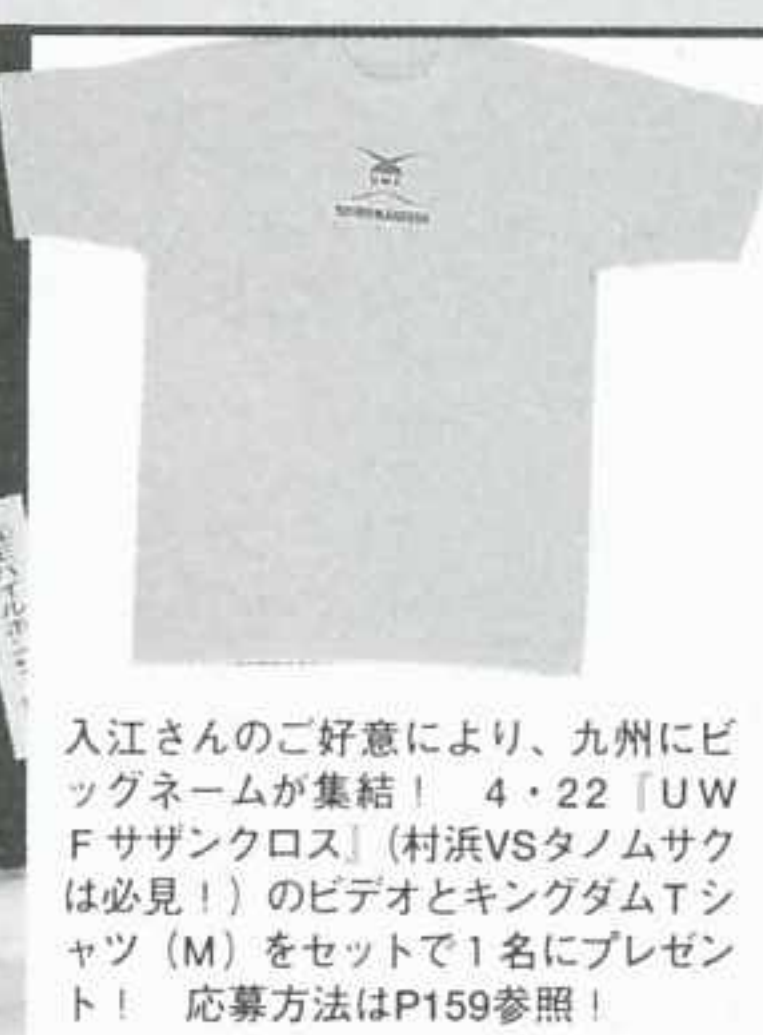 入江さんのご好意により、九州にビ
ッグネームが集結！　4・22『UW
Fサザンクロス』(村浜VSタノムサク
は必見！) のビデオとキングダムTシ
ャツ (M) をセットで1名にプレゼン
ト！　応募方法はP159参照！